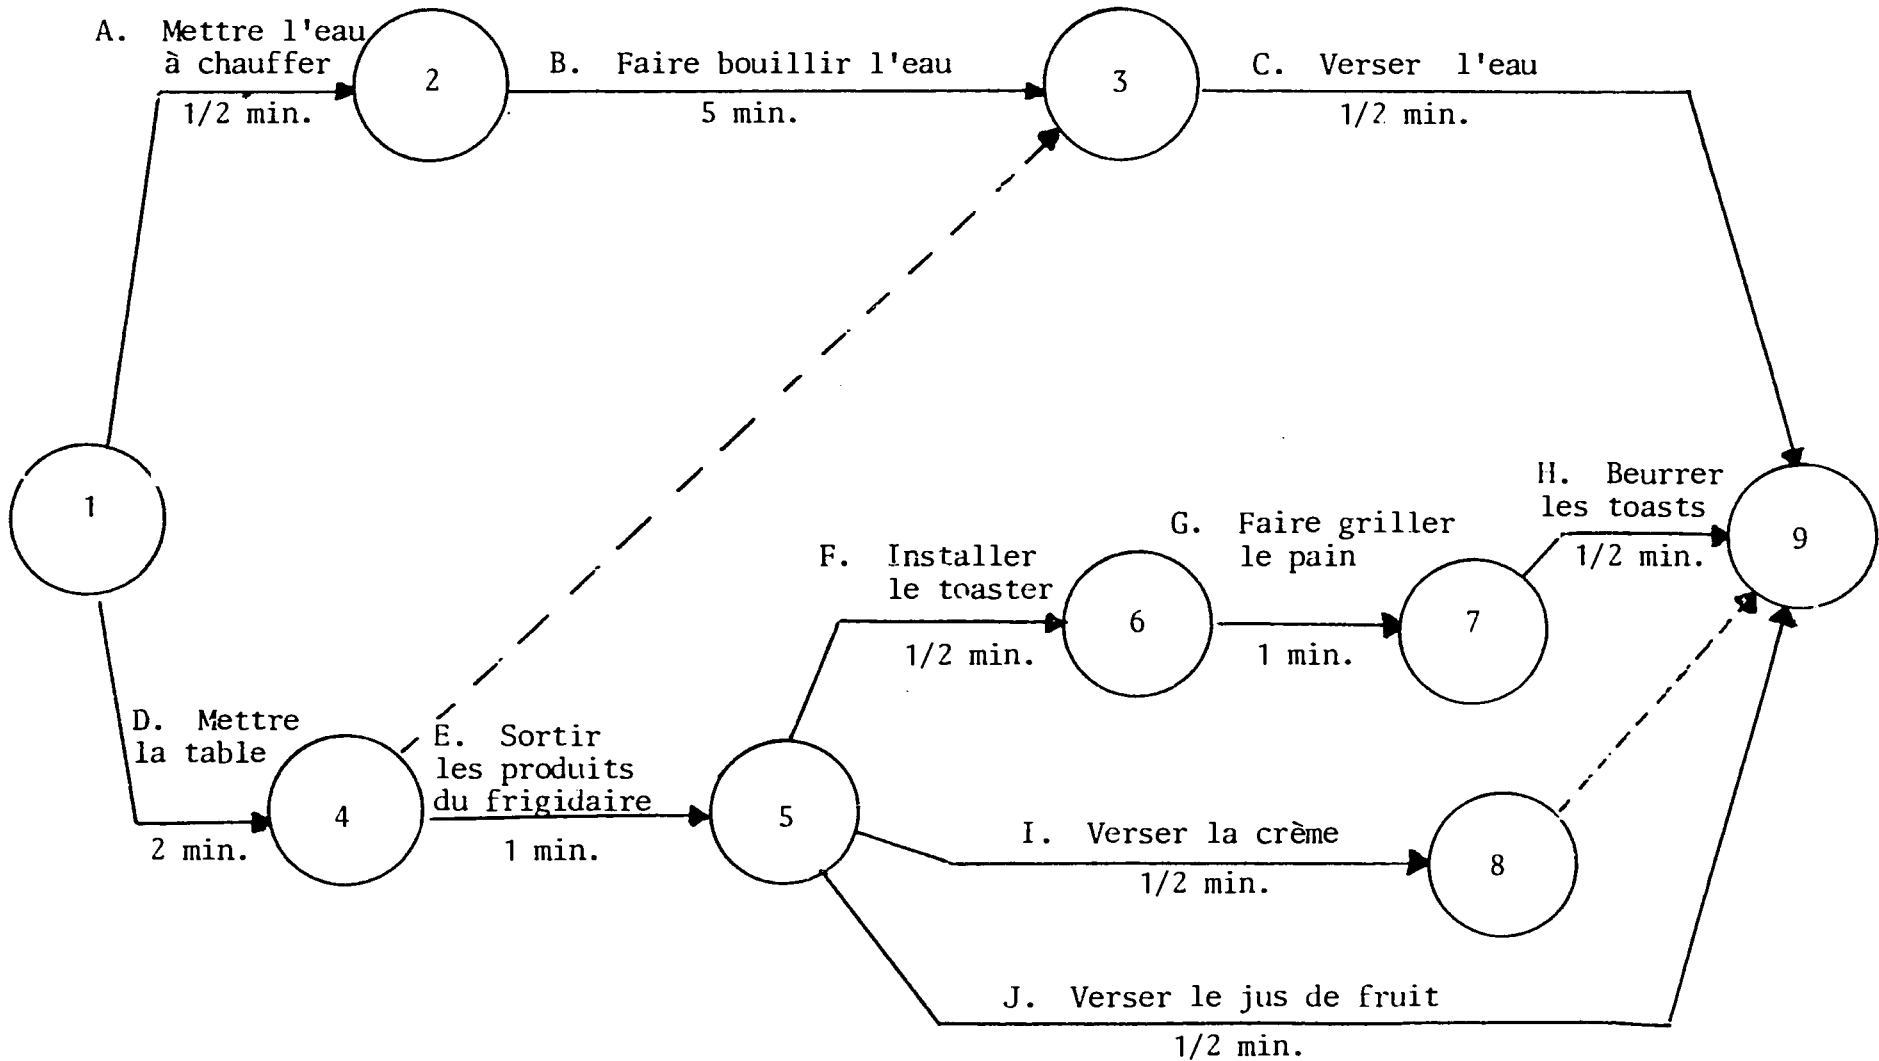 A. Mettre l'eau
à chauffer
1/2 min.
2
B. Faire bouillir l'eau
5 min.
3
C. Verser l'eau
1/2 min.
1
D. Mettre
la table
2 min.
4
E. Sortir
les produits
du frigidaire
1 min.
5
F. Installer
le toaster
1/2 min.
6
G. Faire griller
le pain
1 min.
7
H. Beurrer
les toasts
1/2 min.
9
I. Verser la crème
1/2 min.
8
J. Verser le jus de fruit
1/2 min.